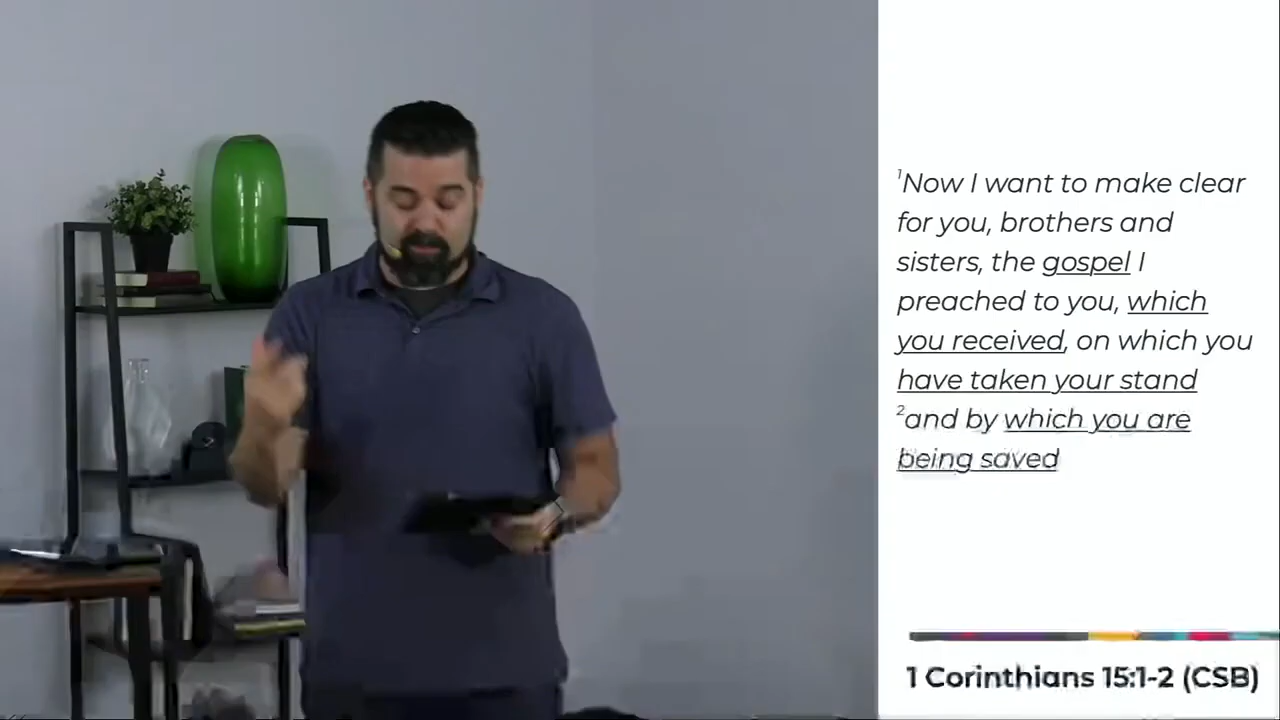 ¹Now I want to make clear
for you, brothers and
sisters, the gospel I
preached to you, which
you received, on which you
have taken your stand
²and by which you are
being saved
1 Corinthians 15:1-2 (CSB)